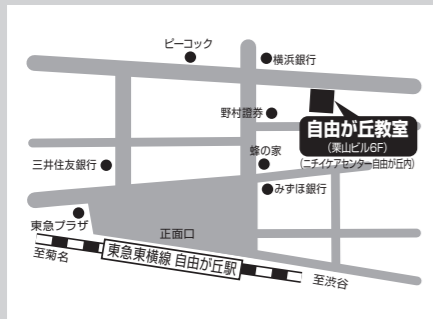 ピーコック
横浜銀行
野村證券
自由が丘教室
(栗山ビル6F)
(ニチイケアセンター自由が丘内)
蜂の家
三井住友銀行
みずほ銀行
東急プラザ
正面口
至菊名
東急東横線 自由が丘駅
至渋谷